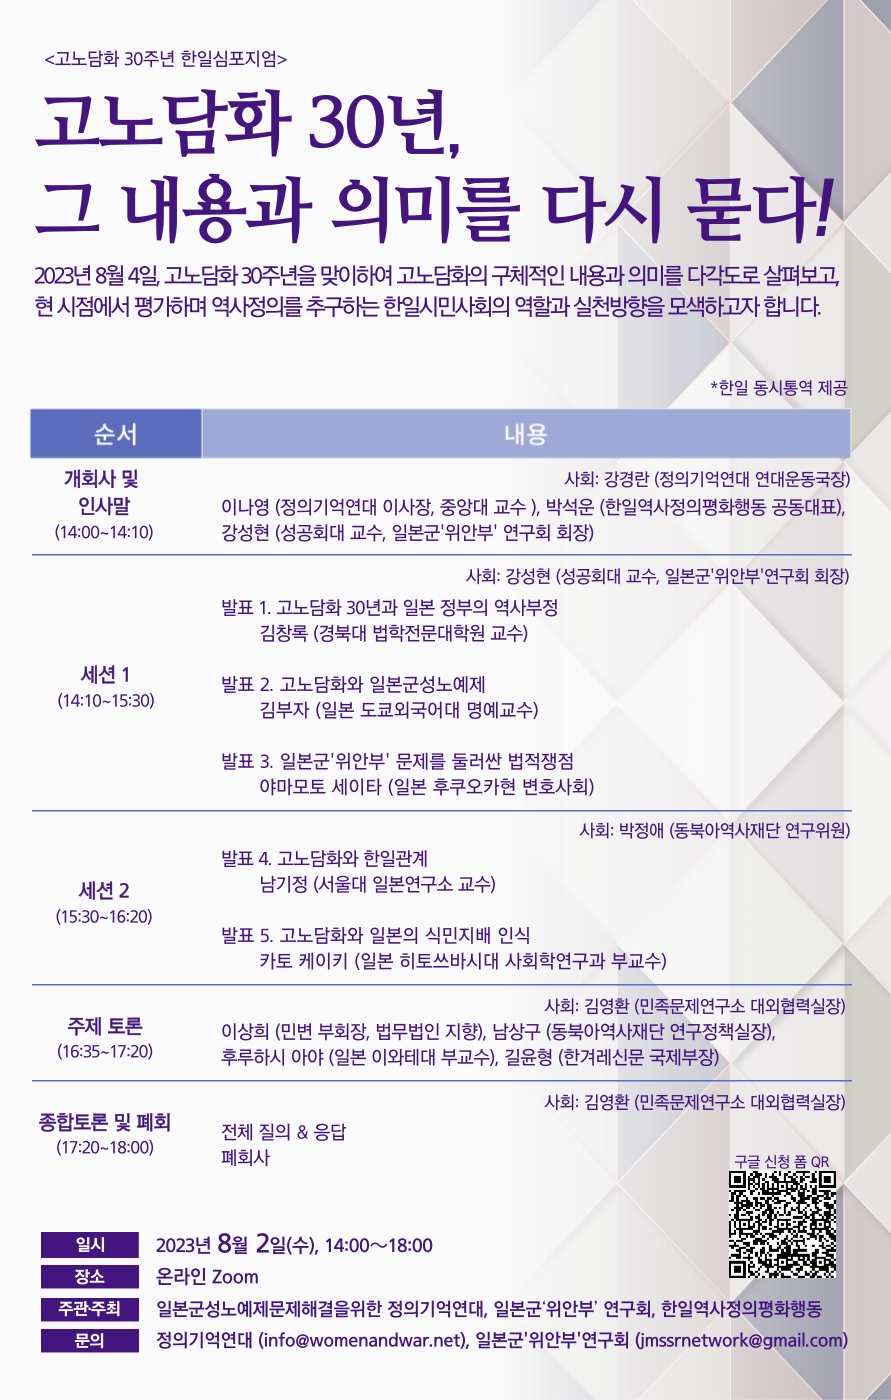 <고노담화 30주년 한일심포지엄>
고노담화 30년,
그 내용과 의미를 다시 묻다!
2023년 8월 4일, 고노담화 30주년을 맞이하여 고노담화의 구체적인 내용과 의미를 다각도로 살펴보고,
현 시점에서 평가하며 역사정의를 추구하는 한일시민사회의 역할과 실천방향을 모색하고자 합니다.
*한일 동시통역 제공
순서 내용
개회사 및
인사말
(14:00~14:10)
사회: 강경란 (정의기억연대 연대운동국장)
이나영 (정의기억연대 이사장, 중앙대 교수 ), 박석운 (한일역사정의평화행동 공동대표),
강성현 (성공회대 교수, 일본군'위안부' 연구회 회장)
세션 1
(14:10~15:30)
사회: 강성현 (성공회대 교수, 일본군'위안부'연구회 회장)
발표 1. 고노담화 30년과 일본 정부의 역사부정
김창록 (경북대 법학전문대학원 교수)
발표 2. 고노담화와 일본군성노예제
김부자 (일본 도쿄외국어대 명예교수)
발표 3. 일본군'위안부' 문제를 둘러싼 법적쟁점
야마모토 세이타 (일본 후쿠오카현 변호사회)
세션 2
(15:30~16:20)
사회: 박정애 (동북아역사재단 연구위원)
발표 4. 고노담화와 한일관계
남기정 (서울대 일본연구소 교수)
발표 5. 고노담화와 일본의 식민지배 인식
카토 케이키 (일본 히토쓰바시대 사회학연구과 부교수)
주제 토론
(16:35~17:20)
사회: 김영환 (민족문제연구소 대외협력실장)
이상희 (민변 부회장, 법무법인 지향), 남상구 (동북아역사재단 연구정책실장),
후루하시 아야 (일본 이와테대 부교수), 길윤형 (한겨레신문 국제부장)
종합토론 및 폐회
(17:20~18:00)
사회: 김영환 (민족문제연구소 대외협력실장)
전체 질의 & 응답
폐회사
구글 신청 폼 QR
일시 2023년 8월 2일(수), 14:00～18:00
장소 온라인 Zoom
주관·주최 일본군성노예제문제해결을위한 정의기억연대, 일본군‘위안부’ 연구회, 한일역사정의평화행동
문의 정의기억연대 (info@womenandwar.net), 일본군'위안부'연구회 (jmssrnetwork@gmail.com)